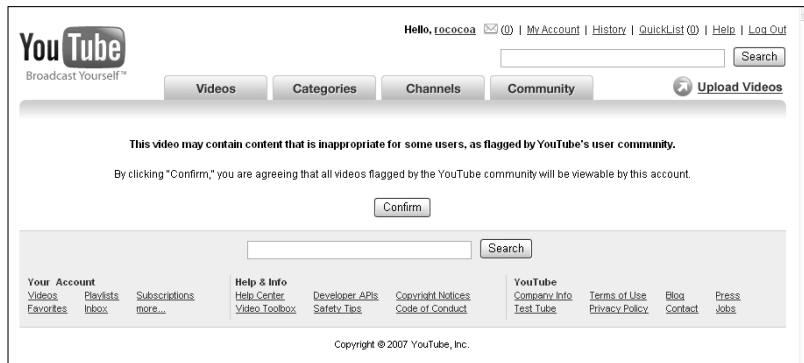 Hello, rococoa (0) | My Account | History | QuickList (0) | Help | Log Out
You Tube
Broadcast Yourself™
Search
Videos Categories Channels Community Upload Videos
This video may contain content that is inappropriate for some users, as flagged by YouTube's user community.
By clicking "Confirm," you are agreeing that all videos flagged by the YouTube community will be viewable by this account.
Confirm
Search
Your Account Help & Info YouTube
Videos Playlists Subscriptions Help Center Developer APIs Copyright Notices Company Info Terms of Use Blog Press
Favorites Inbox more... Video Toolbox Safety Tips Code of Conduct Test Tube Privacy Policy Contact Jobs
Copyright © 2007 YouTube, Inc.